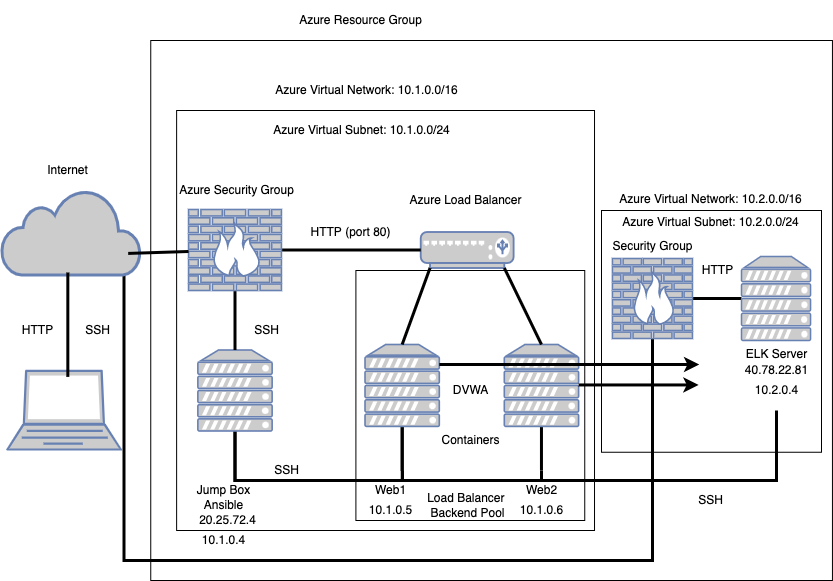 Azure Resource Group
Azure Virtual Network: 10.1.0.0/16
Azure Virtual Subnet: 10.1.0.0/24
Internet
Azure Security Group
Azure Load Balancer
HTTP (port 80)
Azure Virtual Network: 10.2.0.0/16
Azure Virtual Subnet: 10.2.0.0/24
Security Group
HTTP
HTTP
SSH
SSH
ELK Server
40.78.22.81
10.2.0.4
DVWA
Containers
SSH
Jump Box
Ansible
20.25.72.4
10.1.0.4
Web1
10.1.0.5
Load Balancer
Backend Pool
Web2
10.1.0.6
SSH